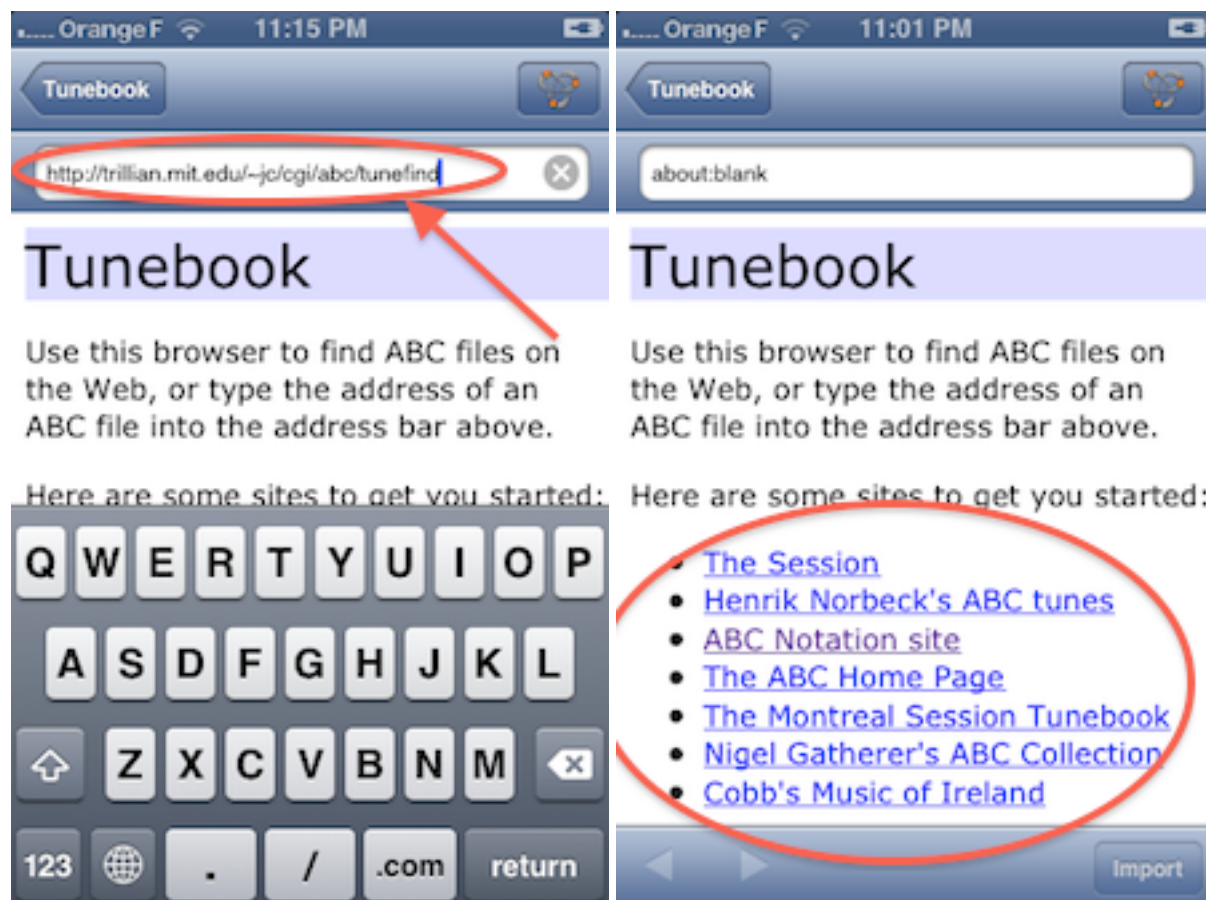 ..... Orange F 11:15 PM
Tunebook
http://trillian.mit.edu/~jc/cgi/abc/tunefind
Tunebook
Use this browser to find ABC files on
the Web, or type the address of an
ABC file into the address bar above.
Here are some sites to get you started:
Q W E R T Y U I O P
A S D F G H J K L
Z X C V B N M
123 . / .com return
..... Orange F 11:01 PM
Tunebook
about:blank
Tunebook
Use this browser to find ABC files on
the Web, or type the address of an
ABC file into the address bar above.
Here are some sites to get you started:
• The Session
• Henrik Norbeck's ABC tunes
• ABC Notation site
• The ABC Home Page
• The Montreal Session Tunebook
• Nigel Gatherer's ABC Collection
• Cobb's Music of Ireland
Import